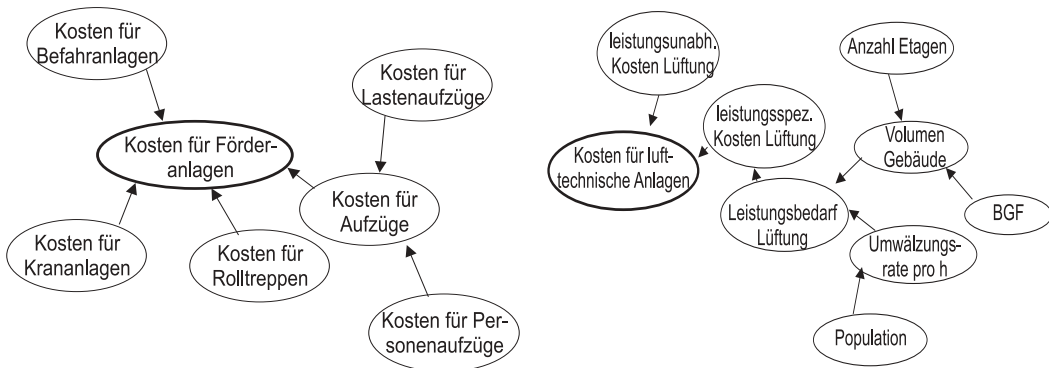 Kosten für
Befahranlagen
Kosten für
Lastenaufzüge
Kosten für Förder-
anlagen
Kosten für
Aufzüge
Kosten für
Krananlagen
Kosten für
Rolltreppen
Kosten für Per-
sonenaufzüge
leistungsunabh.
Kosten Lüftung
Anzahl Etagen
leistungsspez.
Kosten Lüftung
Kosten für luft-
technische Anlagen
Volumen
Gebäude
Leistungsbedarf
Lüftung
BGF
Umwälzungs-
rate pro h
Population